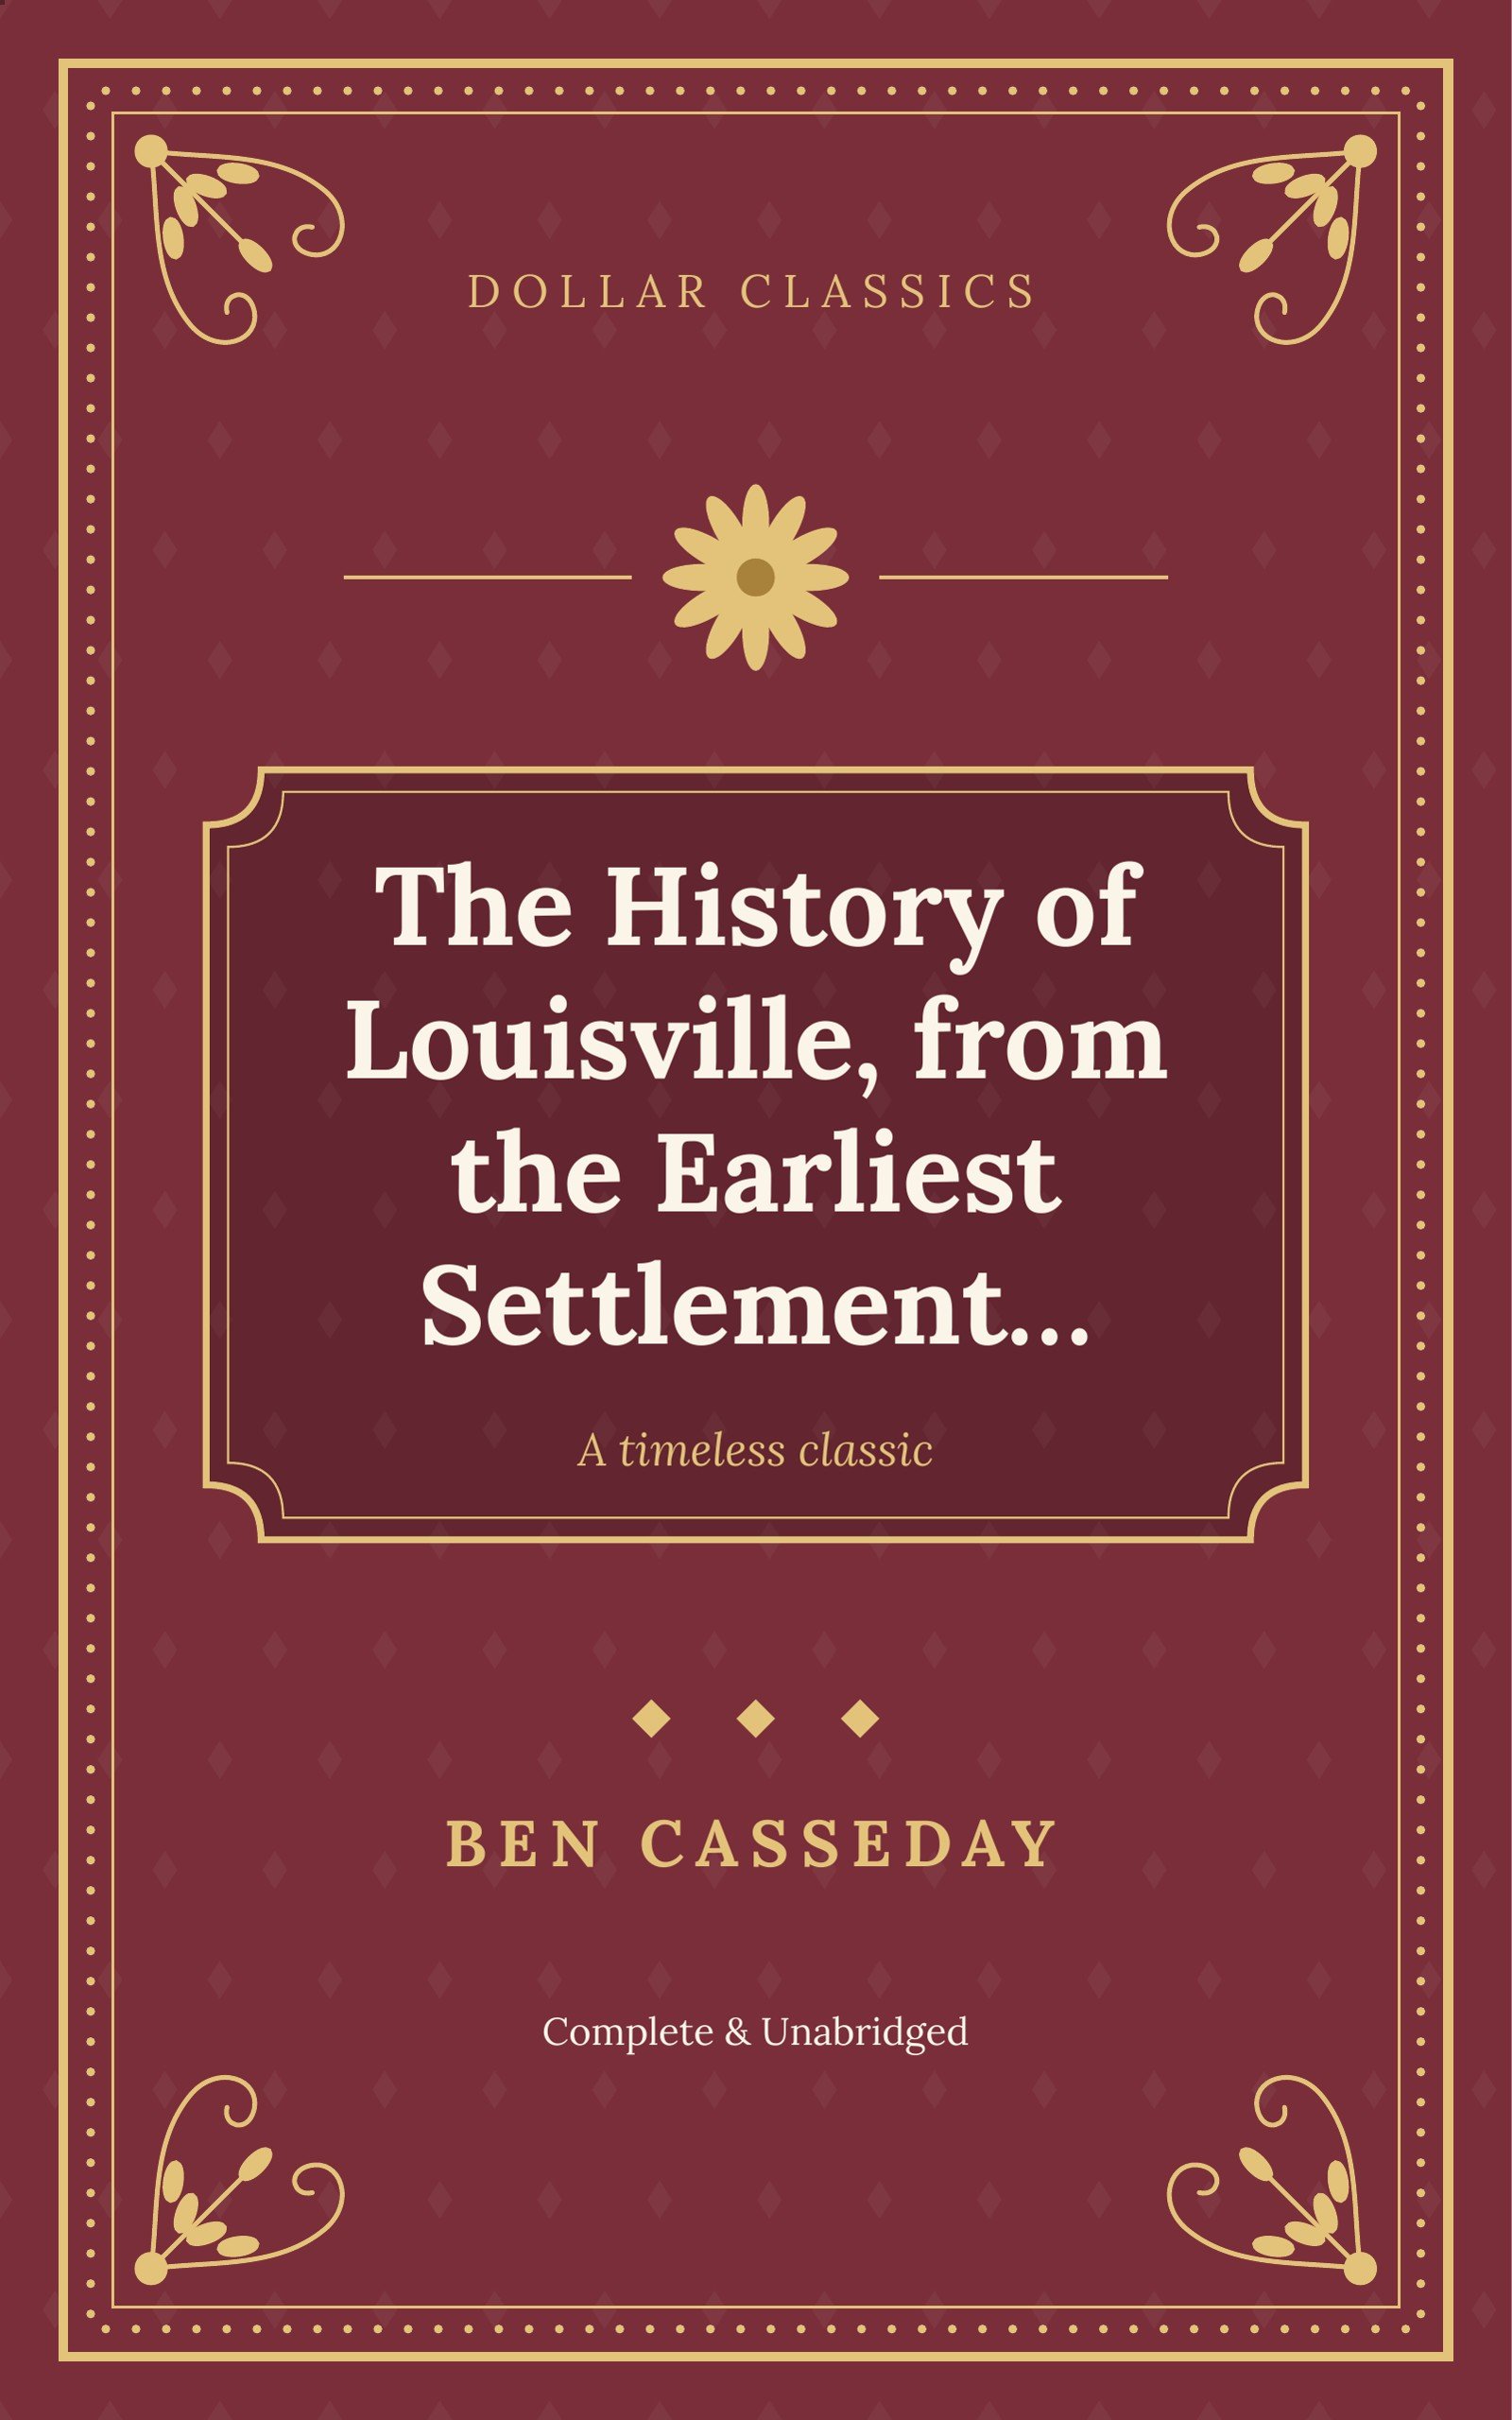 DOLLAR CLASSICS
The History of
Louisville, from
the Earliest
Settlement...
A timeless classic
BEN CASSEDAY
Complete & Unabridged